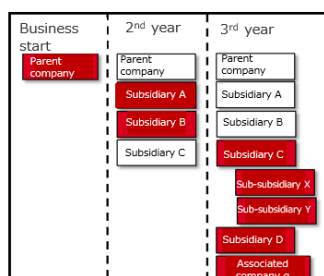 Business
start
Parent
company
2nd year
Parent
company
Subsidiary A
Subsidiary B
Subsidiary C
3rd year
Parent
company
Subsidiary A
Subsidiary B
Subsidiary C
Sub-subsidiary X
Sub-subsidiary Y
Subsidiary D
Associated
company